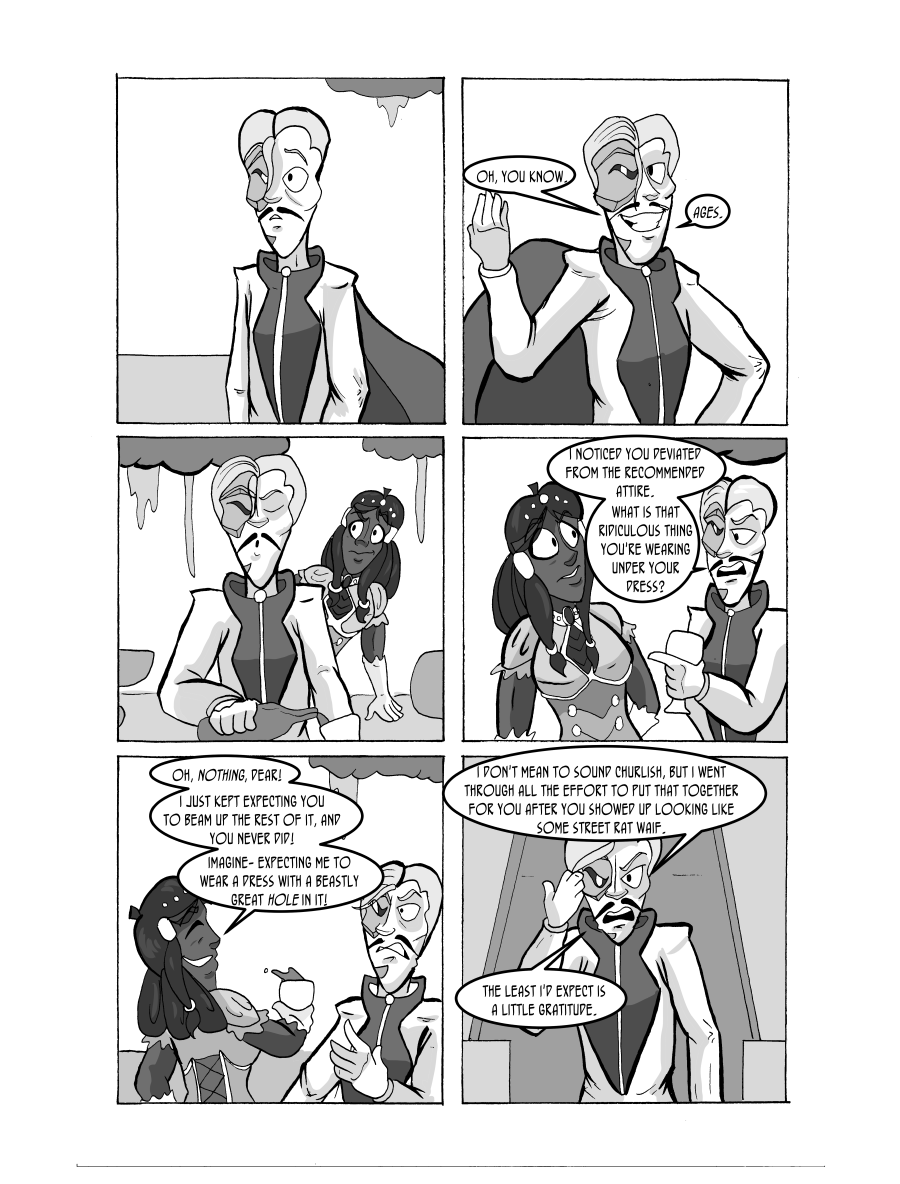 OH, YOU KNOW.
AGES.
I NOTICED YOU DEVIATED
FROM THE RECOMMENDED
ATTIRE.
WHAT IS THAT
RIDICULOUS THING
YOU'RE WEARING
UNDER YOUR
DRESS?
OH, NOTHING, DEAR!
I JUST KEPT EXPECTING YOU
TO BEAM UP THE REST OF IT, AND
YOU NEVER DID!
IMAGINE- EXPECTING ME TO
WEAR A DRESS WITH A BEASTLY
GREAT HOLE IN IT!
I DON'T MEAN TO SOUND CHURLISH, BUT I WENT
THROUGH ALL THE EFFORT TO PUT THAT TOGETHER
FOR YOU AFTER YOU SHOWED UP LOOKING LIKE
SOME STREET RAT WAIF.
THE LEAST I'D EXPECT IS
A LITTLE GRATITUDE.